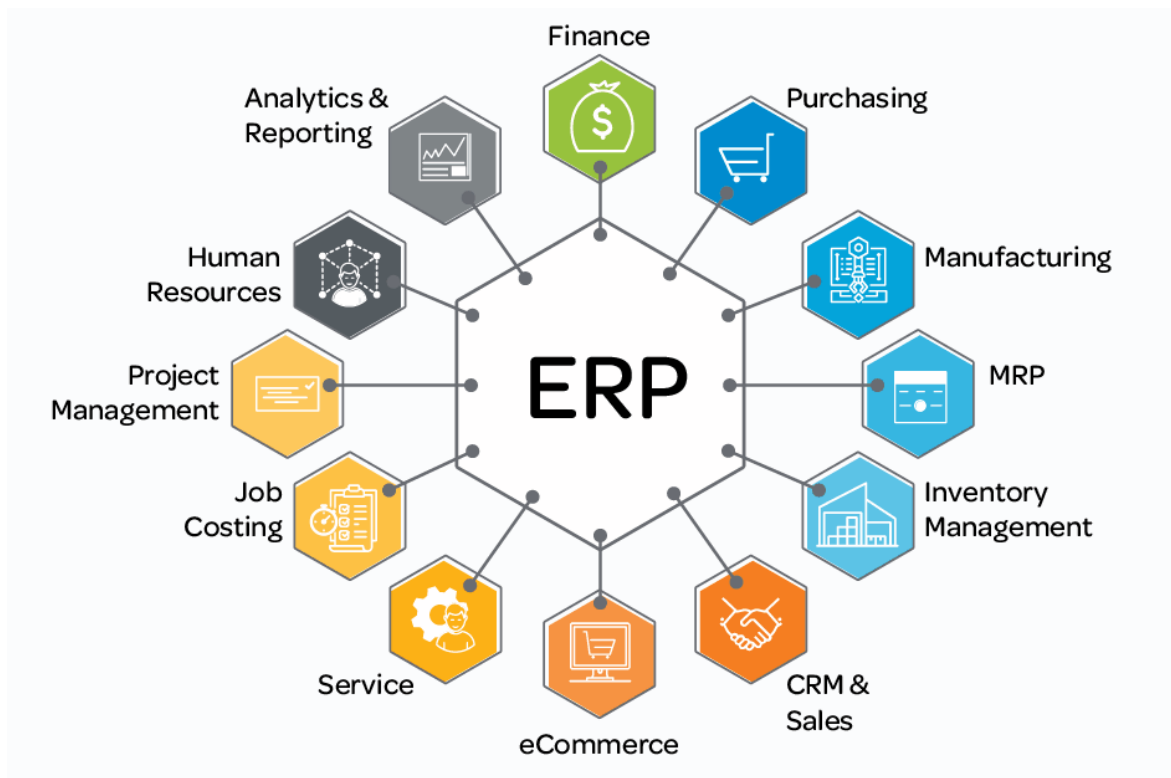 Finance
Purchasing
Manufacturing
MRP
Inventory
Management
CRM &
Sales
eCommerce
Service
Job
Costing
Project
Management
Human
Resources
Analytics &
Reporting
$
ERP